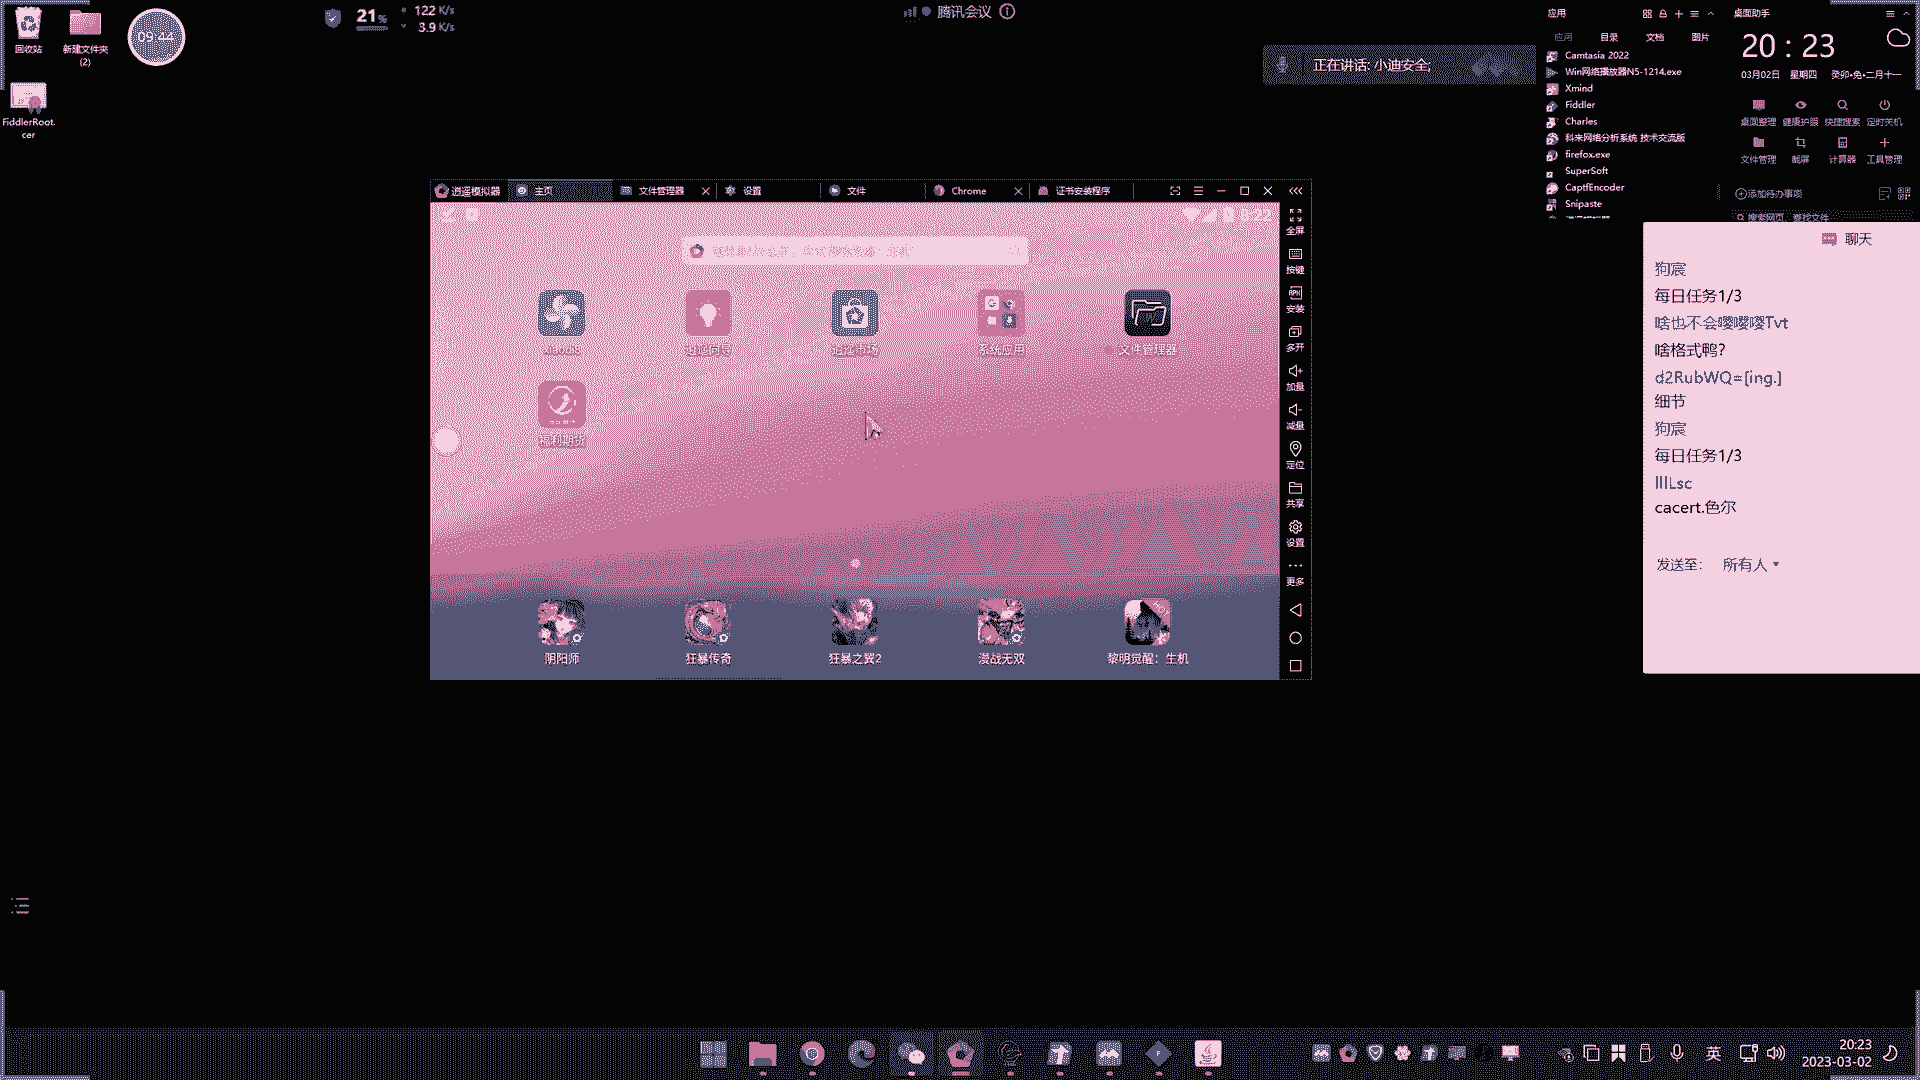 回收站
新建文件夹
(2)
09:44
FiddlerRoot.
cer
21%
122 K/s
3.9 K/s
腾讯会议
正在讲话: 小迪安全;
应用
应用 目录 文档 图片
Camtasia 2022
Win网络播放器N5-1214.exe
Xmind
Fiddler
Charles
科来网络分析系统 技术交流版
firefox.exe
SuperSoft
CaptfEncoder
Snipaste
桌面助手
20 : 23
03月02日 星期四 癸卯•兔•二月十一
桌面整理 健康护眼 快捷搜索 定时关机
文件管理 截屏 计算器 工具管理
添加待办事项
搜索网页、查找文件
逍遥模拟器 主页 文件管理器 设置 文件 Chrome 证书安装程序
8:22
全屏
按键
安装
多开
加量
减量
定位
共享
设置
更多
xiaodi8
逍遥向导
逍遥市场
系统应用
文件管理器
福利期货
阴阳师
狂暴传奇
狂暴之翼2
漫战无双
黎明觉醒：生机
聊天
狗宸
每日任务1/3
啥也不会嘤嘤嘤Tvt
啥格式鸭?
d2RubWQ=[ing.]
细节
狗宸
每日任务1/3
lllLsc
cacert.色尔
发送至: 所有人
英
20:23
2023-03-02